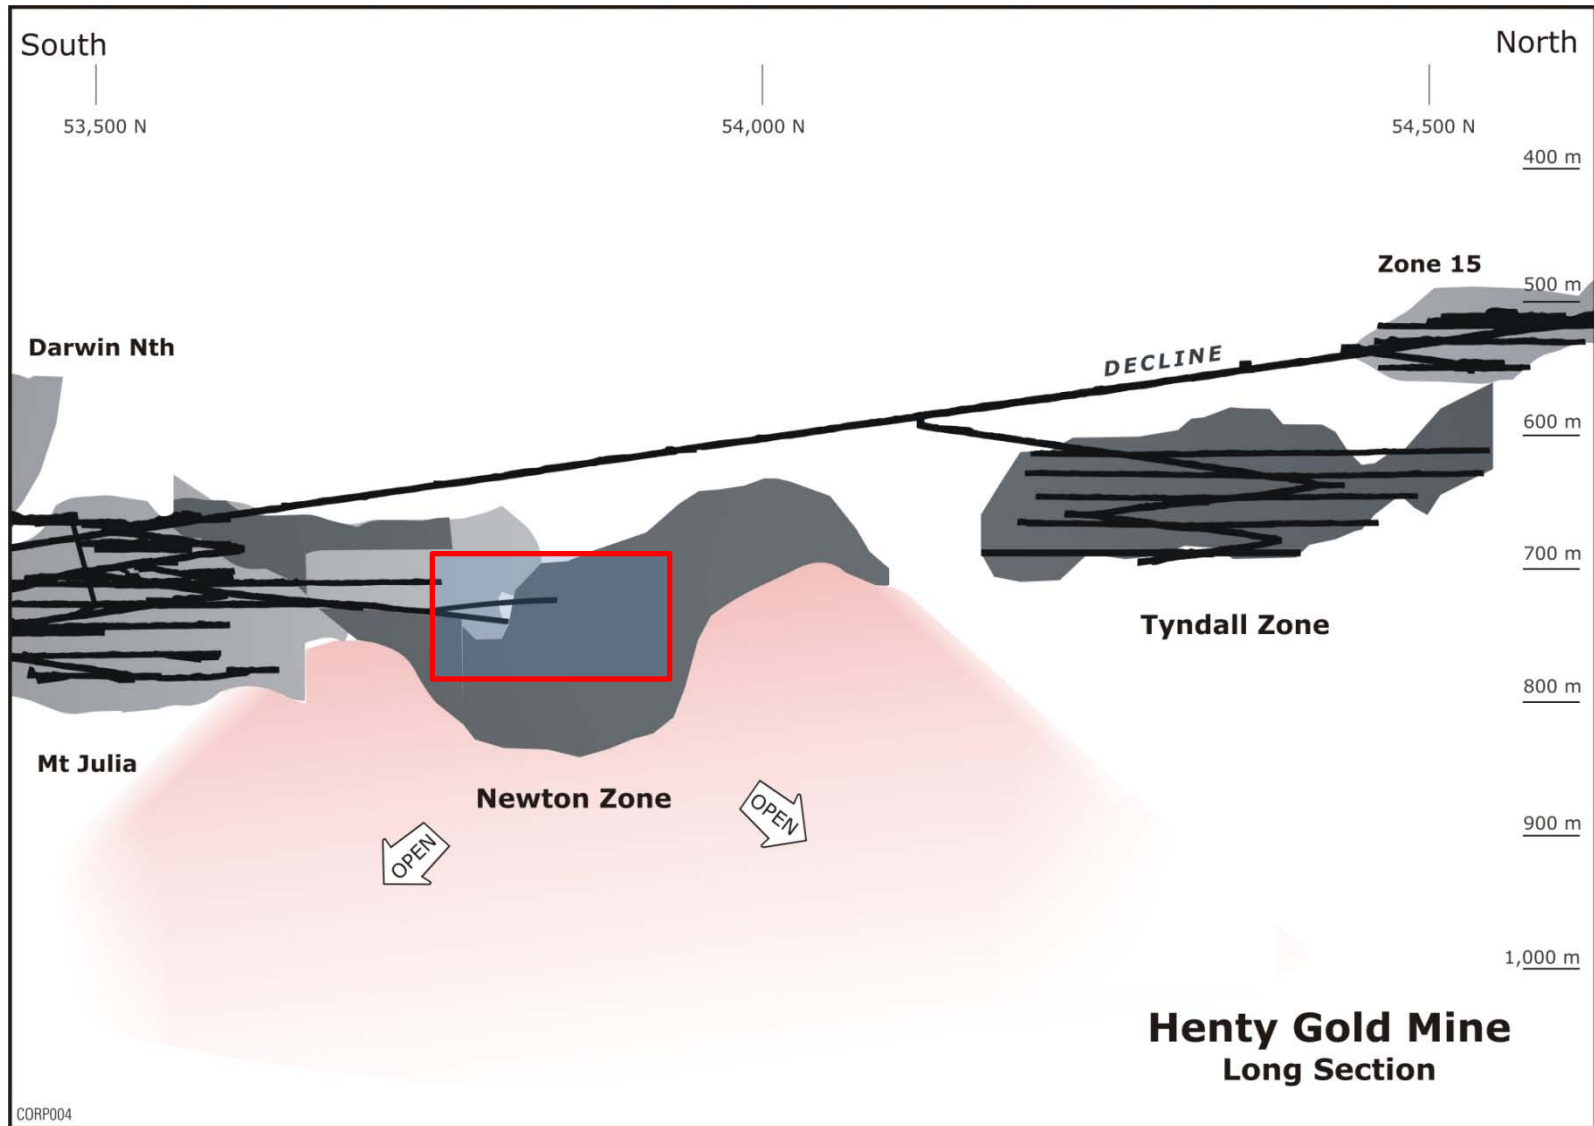 South
North
53,500 N
54,000 N
54,500 N
400 m
Zone 15
500 m
Darwin Nth
DECLINE
600 m
700 m
Tyndall Zone
800 m
Mt Julia
Newton Zone
OPEN
OPEN
900 m
1,000 m
Henty Gold Mine
Long Section
CORP004